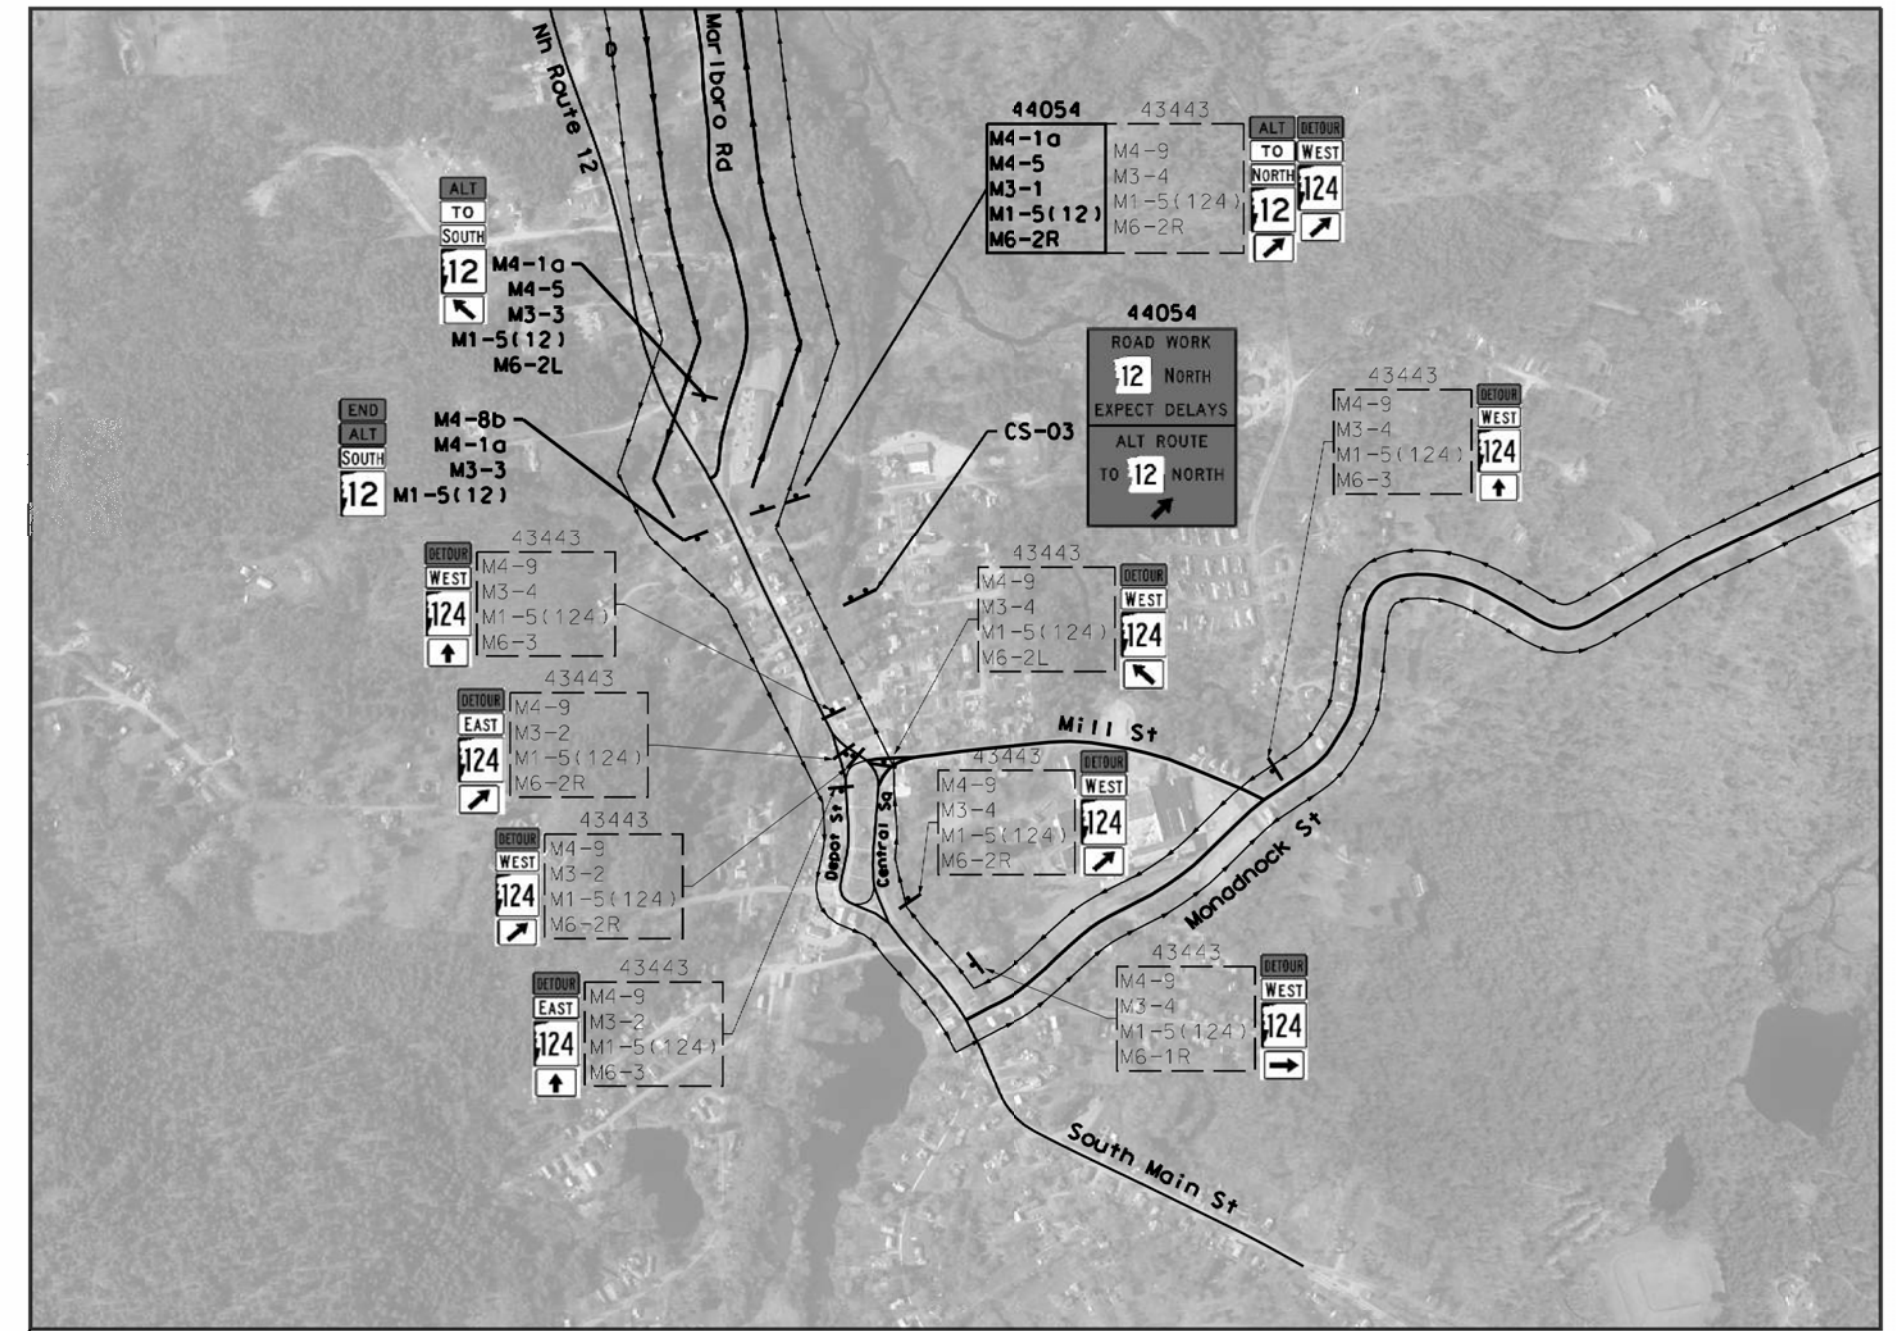 Nh Route 12
D
Marlboro Rd
44054
M4-1a
M4-5
M3-1
M1-5(12)
M6-2R
43443
M4-9
M3-4
M1-5(124)
M6-2R
ALT
TO
NORTH
12
DETOUR
WEST
124
ALT
TO
SOUTH
12
M4-1a
M4-5
M3-3
M1-5(12)
M6-2L
44054
ROAD WORK
12 NORTH
EXPECT DELAYS
ALT ROUTE
TO 12 NORTH
CS-03
43443
M4-9
M3-4
M1-5(124)
M6-3
DETOUR
WEST
124
END
ALT
SOUTH
12
M4-8b
M4-1a
M3-3
M1-5(12)
43443
DETOUR
WEST
124
M4-9
M3-4
M1-5(124)
M6-3
43443
M4-9
M3-4
M1-5(124)
M6-2L
DETOUR
WEST
124
43443
DETOUR
EAST
124
M4-9
M3-2
M1-5(124)
M6-2R
Mill St
43443
M4-9
M3-4
M1-5(124)
M6-2R
DETOUR
WEST
124
Depot St
Central Sq
43443
DETOUR
WEST
124
M4-9
M3-2
M1-5(124)
M6-2R
Monadnock St
43443
DETOUR
EAST
124
M4-9
M3-2
M1-5(124)
M6-3
43443
M4-9
M3-4
M1-5(124)
M6-1R
DETOUR
WEST
124
South Main St